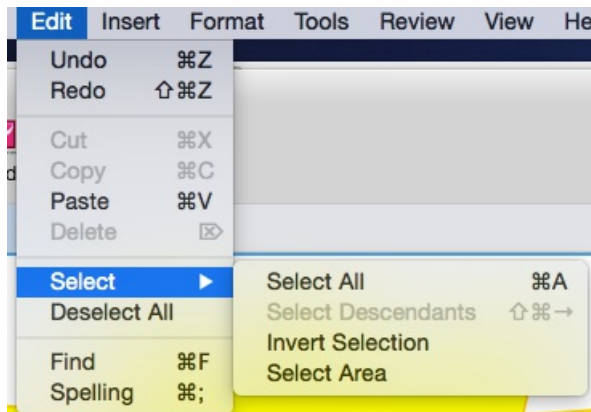 Edit Insert Format Tools Review View He
Undo ⌘Z
Redo ⇧⌘Z
Cut ⌘X
d
Copy ⌘C
Paste ⌘V
Delete ⌦
Select ▶
Select All ⌘A
Deselect All
Select Descendants ⇧⌘→
Invert Selection
Find ⌘F
Select Area
Spelling ⌘;